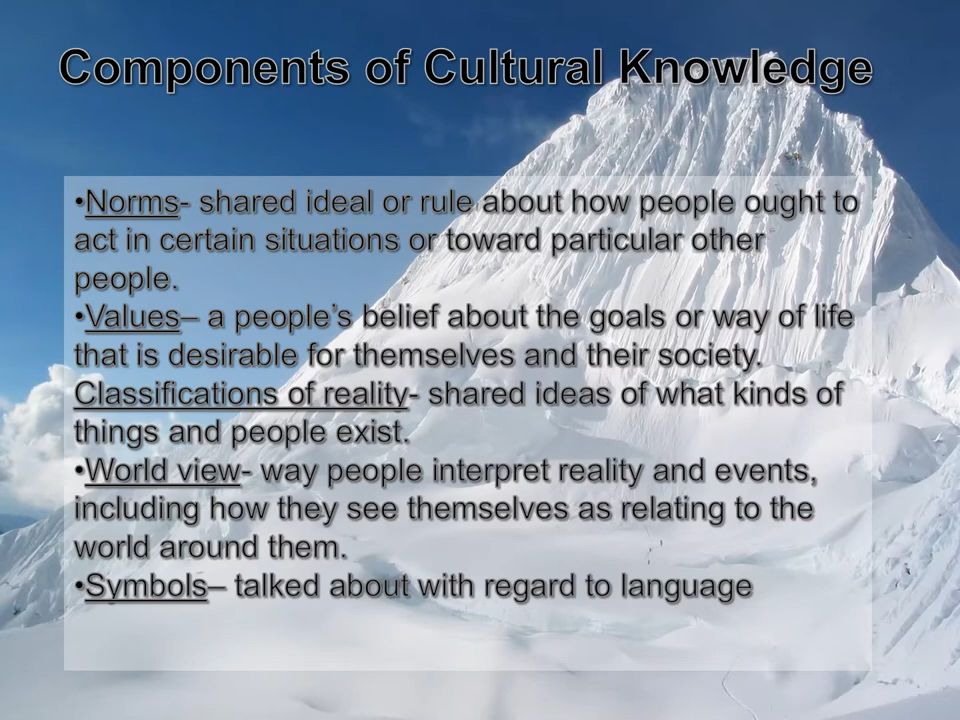 Components of Cultural Knowledge
•Norms- shared ideal or rule about how people ought to
act in certain situations or toward particular other
people.
•Values– a people’s belief about the goals or way of life
that is desirable for themselves and their society.
Classifications of reality- shared ideas of what kinds of
things and people exist.
•World view- way people interpret reality and events,
including how they see themselves as relating to the
world around them.
•Symbols– talked about with regard to language